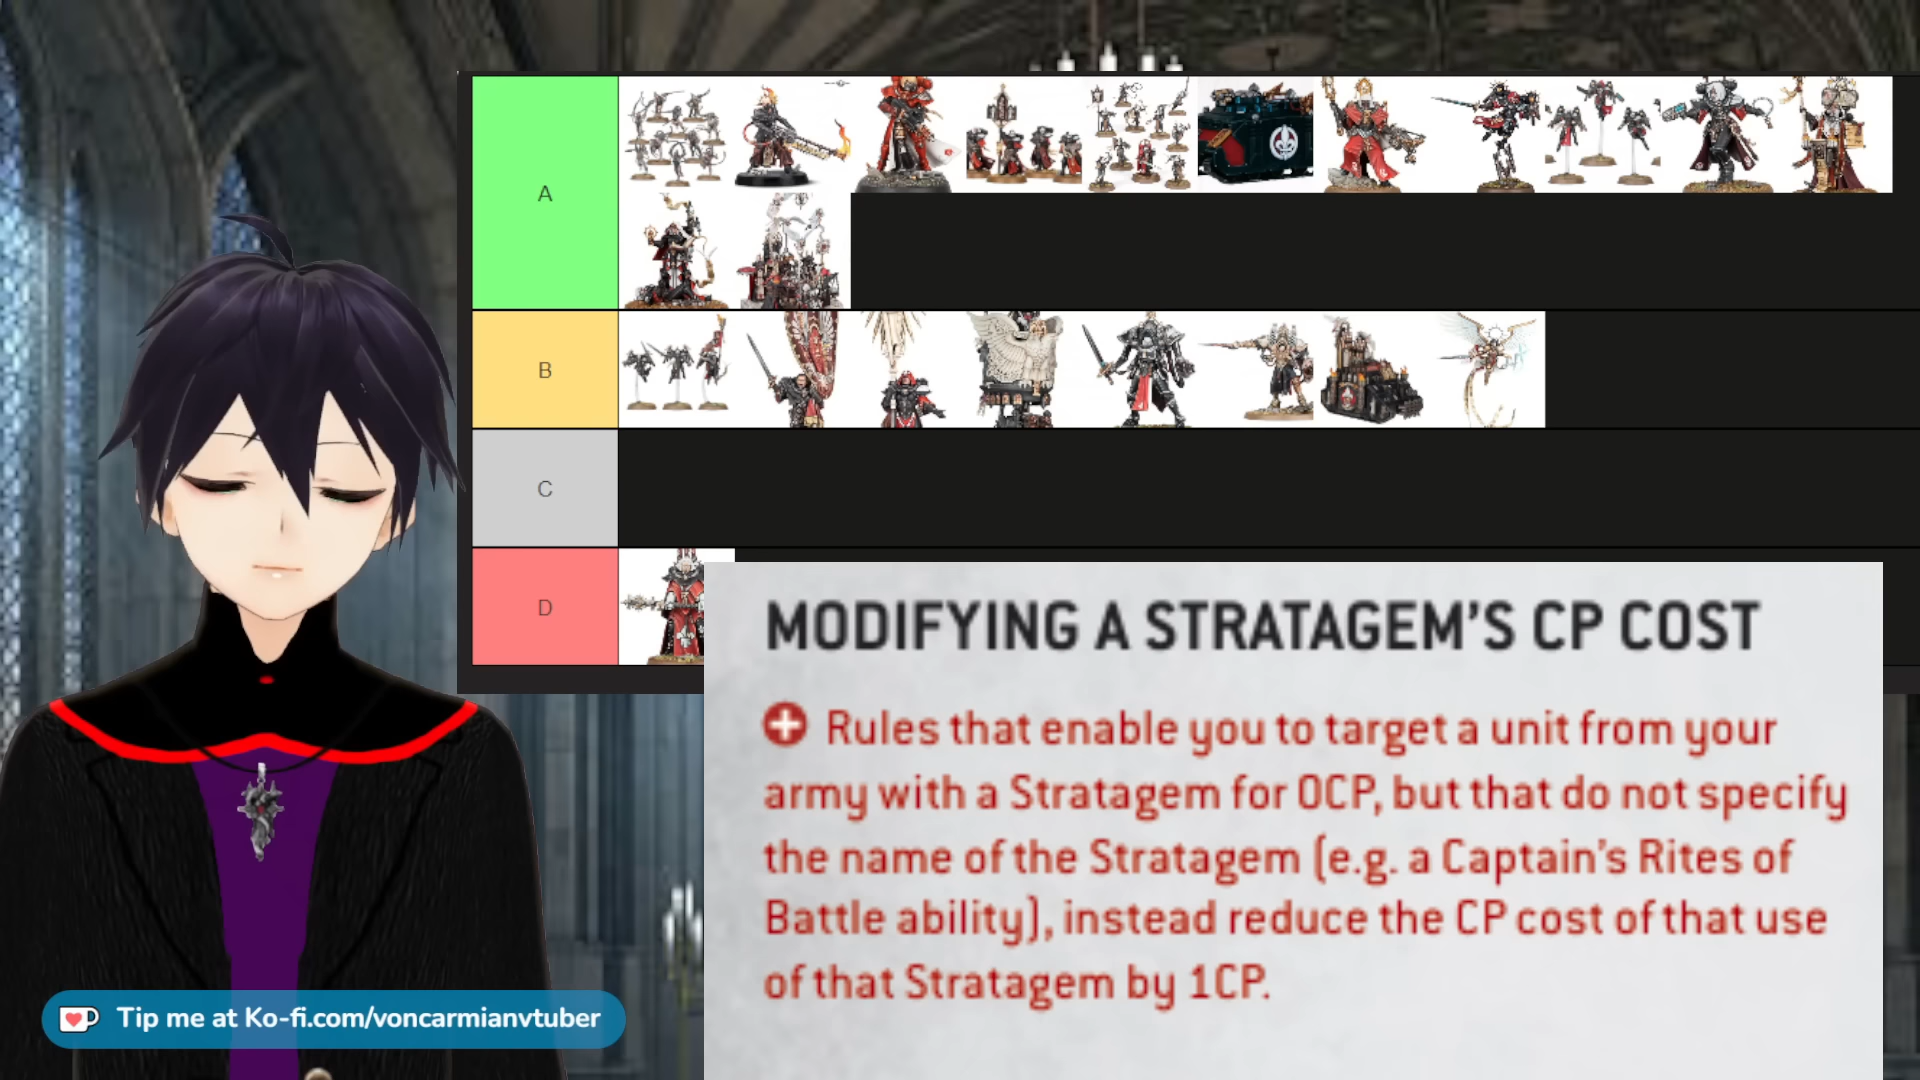 A
B
C
D
MODIFYING A STRATAGEM'S CP COST
Rules that enable you to target a unit from your
army with a Stratagem for 0CP, but that do not specify
the name of the Stratagem (e.g. a Captain's Rites of
Battle ability), instead reduce the CP cost of that use
of that Stratagem by 1CP.
Tip me at Ko-fi.com/voncarmianvtuber